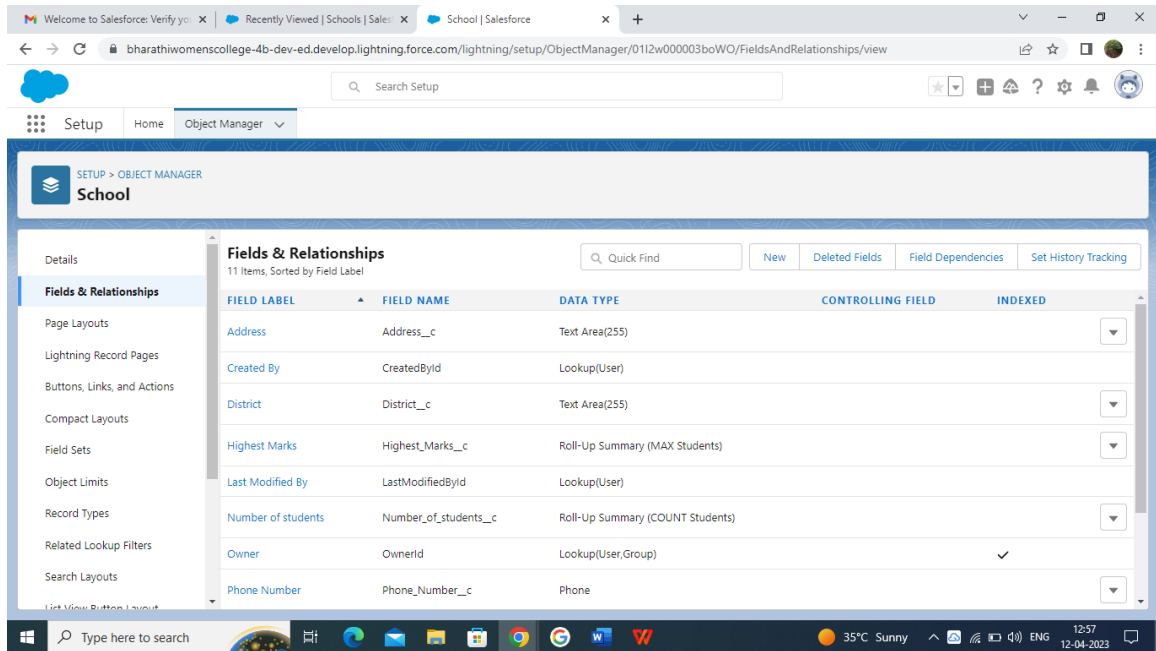 Welcome to Salesforce: Verify you
Recently Viewed | Schools | Sales
School | Salesforce
bharathiwomenscollege-4b-dev-ed.develop.lightning.force.com/lightning/setup/ObjectManager/01I2w000003boWO/FieldsAndRelationships/view
Search Setup
Setup Home Object Manager
SETUP > OBJECT MANAGER
School
Details
Fields & Relationships
Page Layouts
Lightning Record Pages
Buttons, Links, and Actions
Compact Layouts
Field Sets
Object Limits
Record Types
Related Lookup Filters
Search Layouts
List View Button Layout
Fields & Relationships
11 Items, Sorted by Field Label
Quick Find New Deleted Fields Field Dependencies Set History Tracking
FIELD LABEL FIELD NAME DATA TYPE CONTROLLING FIELD INDEXED
Address Address__c Text Area(255)
Created By CreatedById Lookup(User)
District District__c Text Area(255)
Highest Marks Highest_Marks__c Roll-Up Summary (MAX Students)
Last Modified By LastModifiedById Lookup(User)
Number of students Number_of_students__c Roll-Up Summary (COUNT Students)
Owner OwnerId Lookup(User,Group)
Phone Number Phone_Number__c Phone
Type here to search
35°C Sunny ENG 12:57
12-04-2023